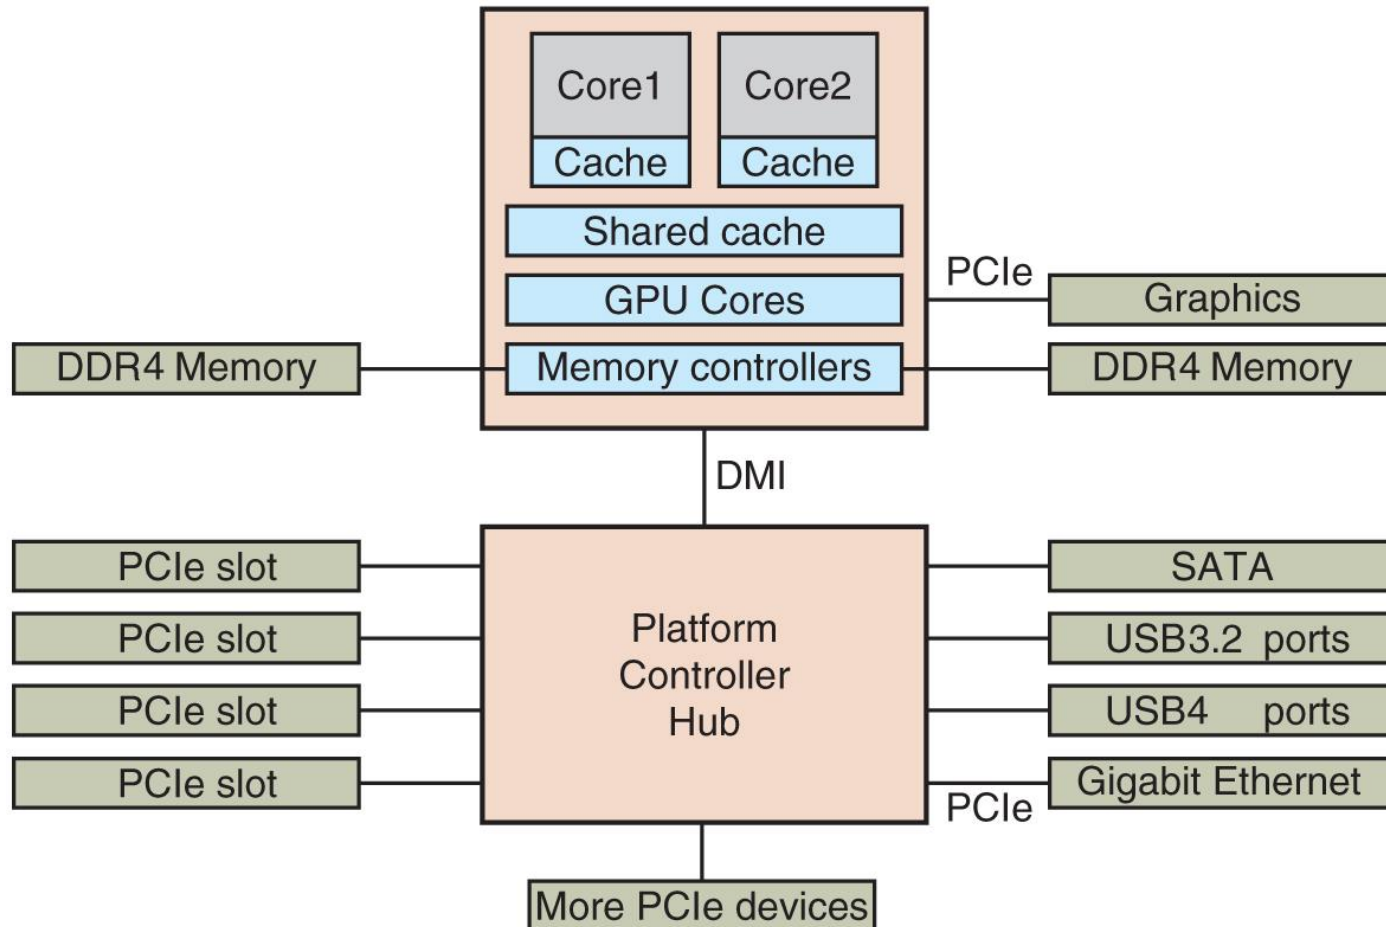 Core1
Core2
Cache
Cache
Shared cache
PCIe
GPU Cores
Graphics
DDR4 Memory
Memory controllers
DDR4 Memory
DMI
PCIe slot
SATA
PCIe slot
Platform
Controller
Hub
USB3.2 ports
PCIe slot
USB4 ports
PCIe slot
Gigabit Ethernet
PCIe
More PCIe devices